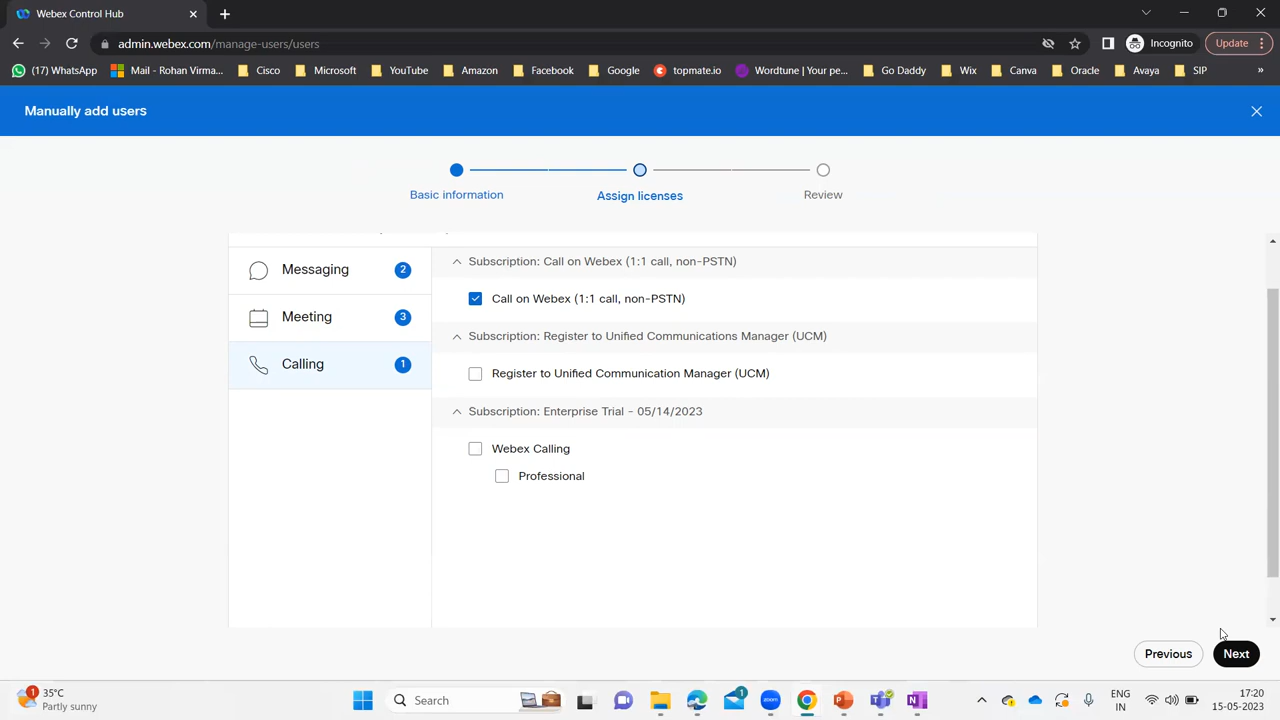 Webex Control Hub
admin.webex.com/manage-users/users
Incognito
Update
(17) WhatsApp
Mail - Rohan Virma...
Cisco
Microsoft
YouTube
Amazon
Facebook
Google
topmate.io
Wordtune | Your pe...
Go Daddy
Wix
Canva
Oracle
Avaya
SIP
»
Manually add users
Basic information
Assign licenses
Review
Messaging
2
Meeting
3
Calling
1
Subscription: Call on Webex (1:1 call, non-PSTN)
Call on Webex (1:1 call, non-PSTN)
Subscription: Register to Unified Communications Manager (UCM)
Register to Unified Communication Manager (UCM)
Subscription: Enterprise Trial - 05/14/2023
Webex Calling
Professional
Previous
Next
1
35°C
Partly sunny
Search
1
zoom
ENG
IN
17:20
15-05-2023